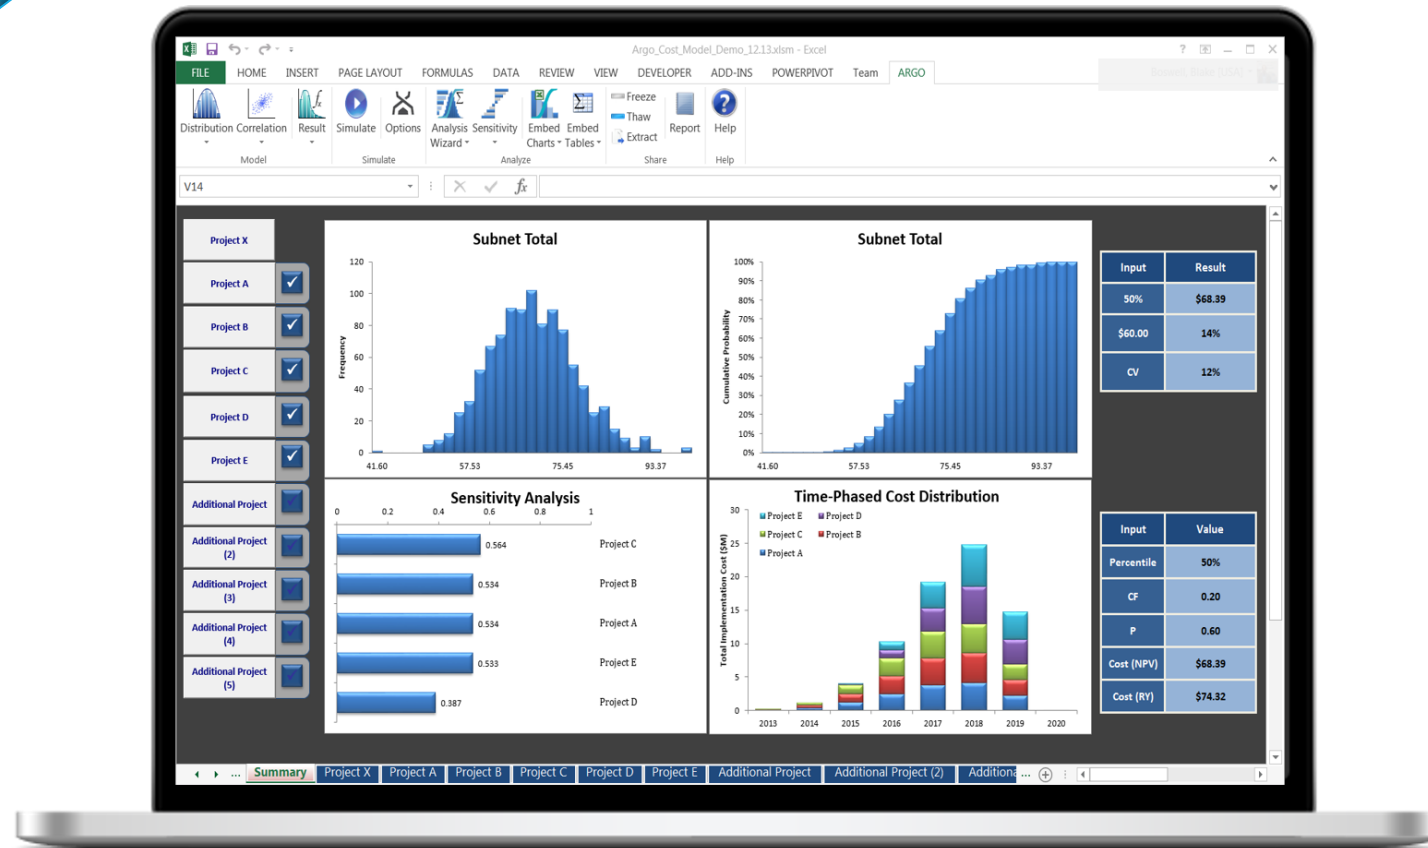 Argo_Cost_Model_Demo_12.13.xlsm - Excel
FILE HOME INSERT PAGE LAYOUT FORMULAS DATA REVIEW VIEW DEVELOPER ADD-INS POWERPIVOT Team ARGO
Distribution Correlation Result Simulate Options Analysis Wizard Sensitivity Embed Charts Embed Tables Freeze Thaw Extract Report Help
Model Simulate Analyze Share Help
V14
fx
Project X
Project A
Project B
Project C
Project D
Project E
Additional Project
Additional Project
(2)
Additional Project
(3)
Additional Project
(4)
Additional Project
(5)
Subnet Total
Frequency
120
100
80
60
40
20
0
41.60 57.53 75.45 93.37
Subnet Total
Cumulative Probability
100%
90%
80%
70%
60%
50%
40%
30%
20%
10%
0%
41.60 57.53 75.45 93.37
Input Result
50% $68.39
$60.00 14%
CV 12%
Sensitivity Analysis
0 0.2 0.4 0.6 0.8 1
0.564 Project C
0.534 Project B
0.534 Project A
0.533 Project E
0.387 Project D
Time-Phased Cost Distribution
Total Implementation Cost ($M)
30
25
20
15
10
5
0
Project E Project D
Project C Project B
Project A
2013 2014 2015 2016 2017 2018 2019 2020
Input Value
Percentile 50%
CF 0.20
P 0.60
Cost (NPV) $68.39
Cost (RY) $74.32
... Summary Project X Project A Project B Project C Project D Project E Additional Project Additional Project (2) Additiona ...